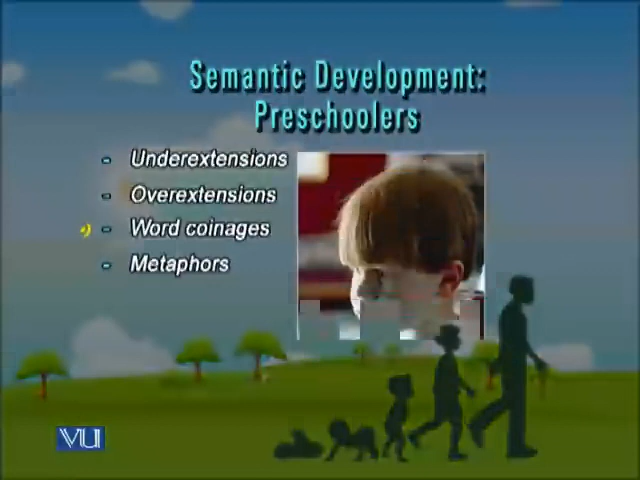 Semantic Development:
Preschoolers
- Underextensions
- Overextensions
- Word coinages
- Metaphors
VU